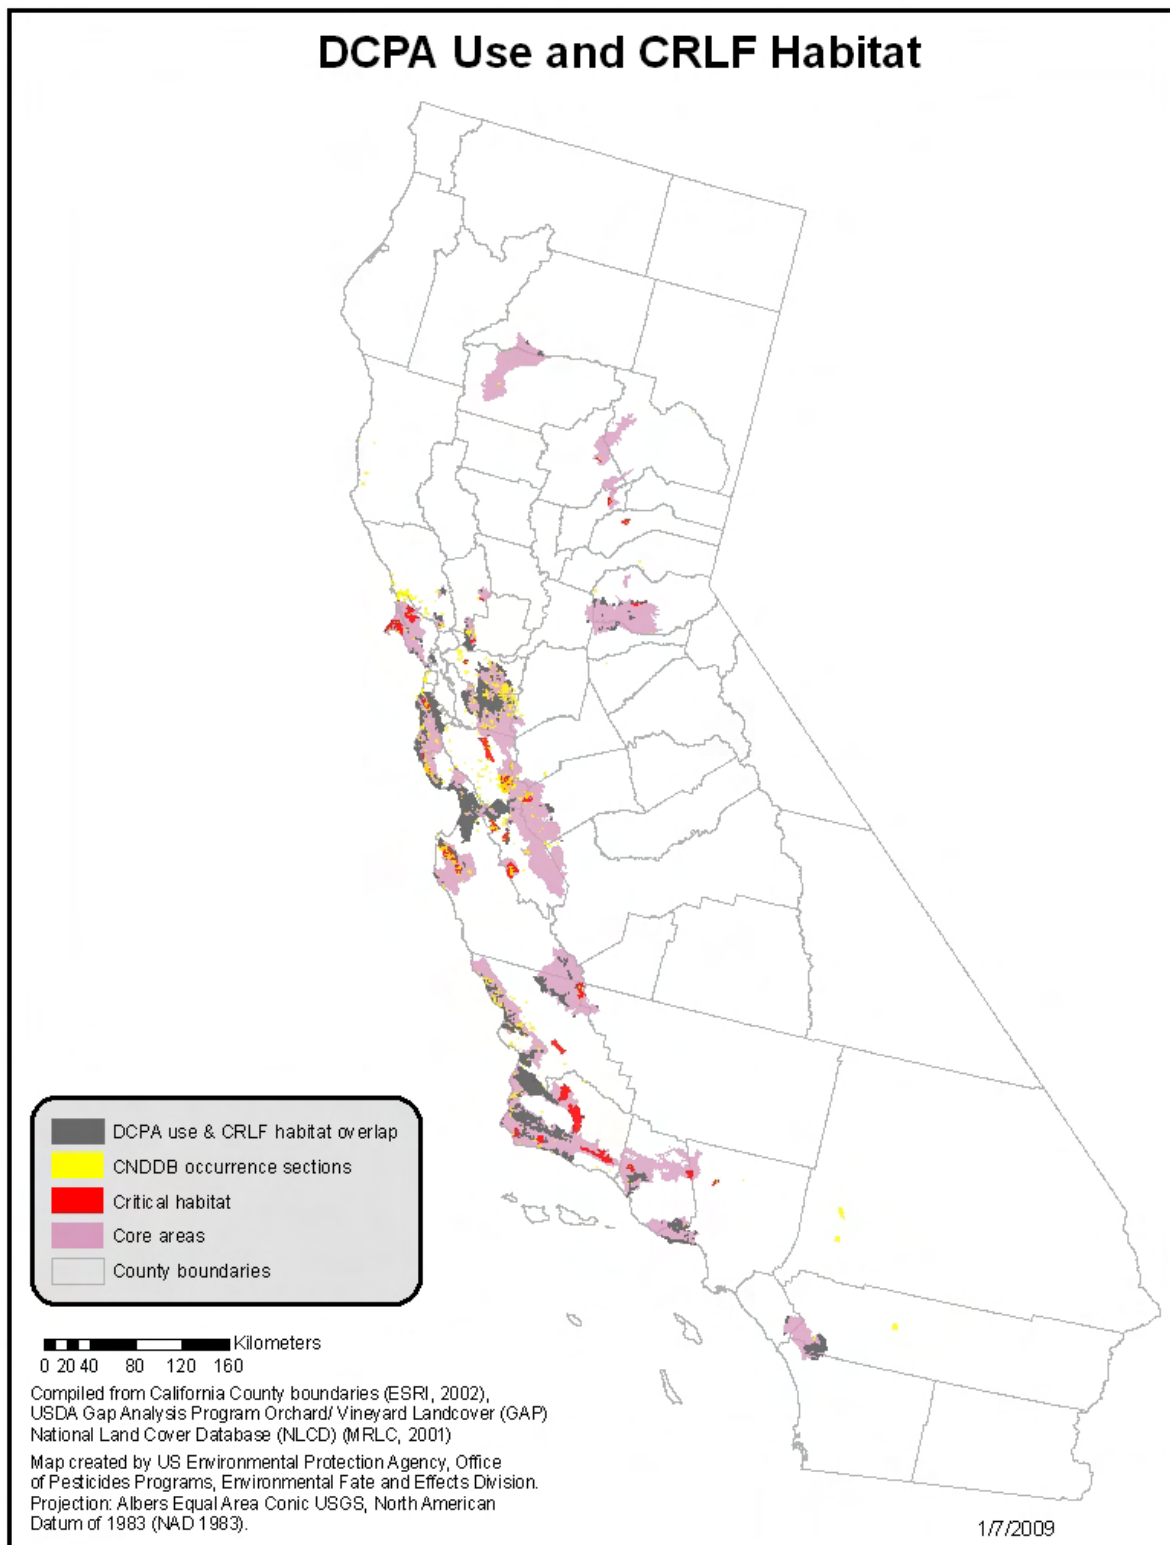 DCPA Use and CRLF Habitat
DCPA use & CRLF habitat overlap
CNDDB occurrence sections
Critical habitat
Core areas
County boundaries
Kilometers
0 20 40 80 120 160
Compiled from California County boundaries (ESRI, 2002),
USDA Gap Analysis Program Orchard/ Vineyard Landcover (GAP)
National Land Cover Database (NLCD) (MRLC, 2001)
Map created by US Environmental Protection Agency, Office
of Pesticides Programs, Environmental Fate and Effects Division.
Projection: Albers Equal Area Conic USGS, North American
Datum of 1983 (NAD 1983).
1/7/2009